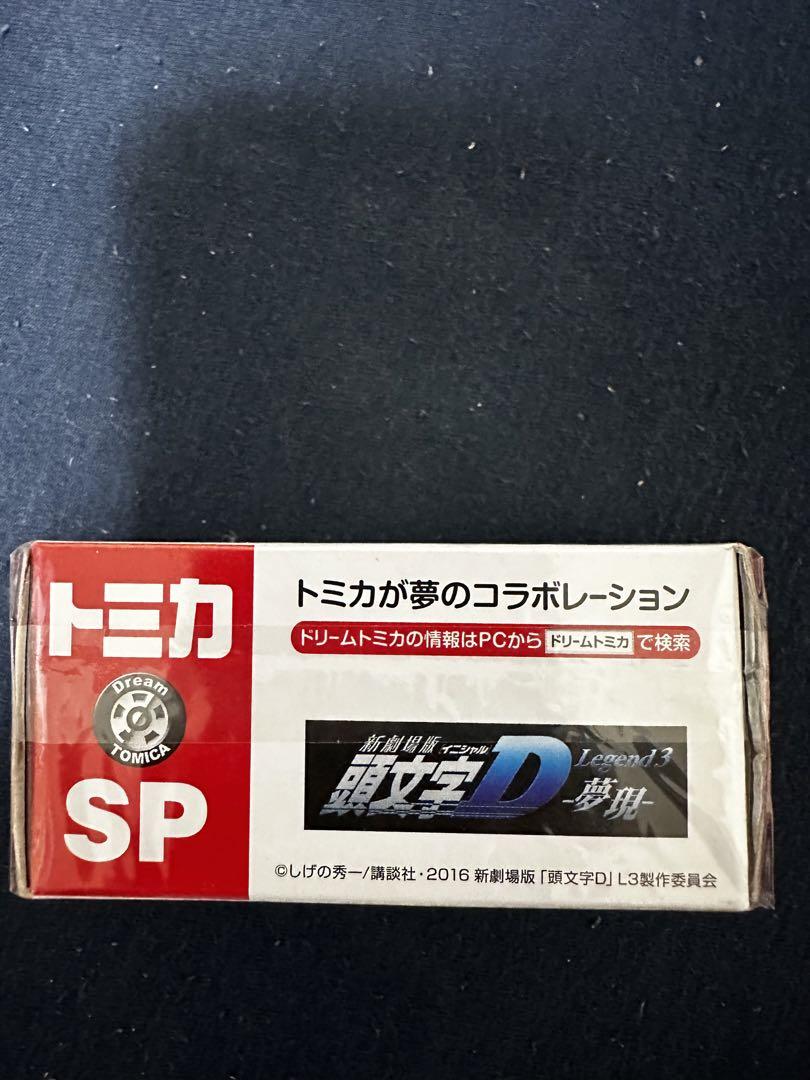 トミカ
Dream
TOMICA
SP
トミカが夢のコラボレーション
ドリームトミカの情報はPCから ドリームトミカ で検索
新劇場版 イニシャル
頭文字D Legend 3
-夢現-
©しげの秀一/講談社・2016 新劇場版「頭文字D」L3製作委員会